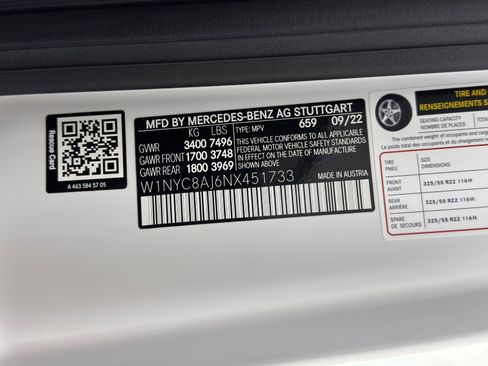 Rescue Card
A 463 584 57 05
MFD BY MERCEDES-BENZ AG STUTTGART
KG LBS TYPE: MPV 659 09/22
GVWR 3400 7496
GAWR FRONT 1700 3748
GAWR REAR 1800 3969
THIS VEHICLE CONFORMS TO ALL APPLICABLE
FEDERAL MOTOR VEHICLE SAFETY STANDARDS
IN EFFECT ON THE DATE OF MANUFACTURE
SHOWN ABOVE
W1NYC8AJ6NX451733
MADE IN AUSTRIA
TIRE AND
RENSEIGNEMENTS S
SEATING CAPACITY
NOMBRE DE PLACES
The combined weight of occupants and cargo
Le poids total des occupants et du chargement
TIRE SIZE
PNEU DIMENSIONS
FRONT
AVANT 325/55 R22 116H
REAR
ARRIÈRE 325/55 R22 116H
SPARE
DE SECOURS 325/55 R22 116H